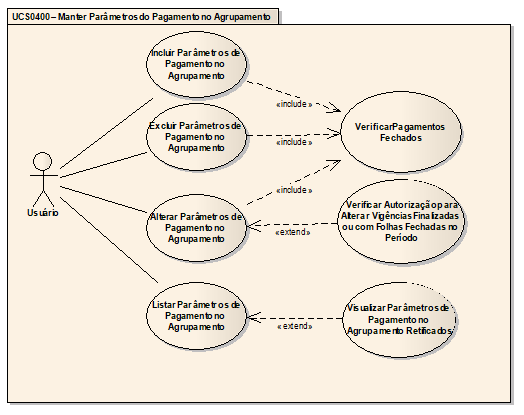 UCS0400 – Manter Parâmetros do Pagamento no Agrupamento
Incluir Parâmetros de
Pagamento no
Agrupamento
«include»
Excluir Parâmetros de
Pagamento no
Agrupamento
«include»
Verificar Pagamentos
Fechados
Usuário
«include»
Alterar Parâmetros de
Pagamento no
Agrupamento
«extend»
Verificar Autorização para
Alterar Vigências Finalizadas
ou com Folhas Fechadas no
Período
Listar Parâmetros de
Pagamento no
Agrupamento
«extend»
Visualizar Parâmetros de
Pagamento no
Agrupamento Retificados